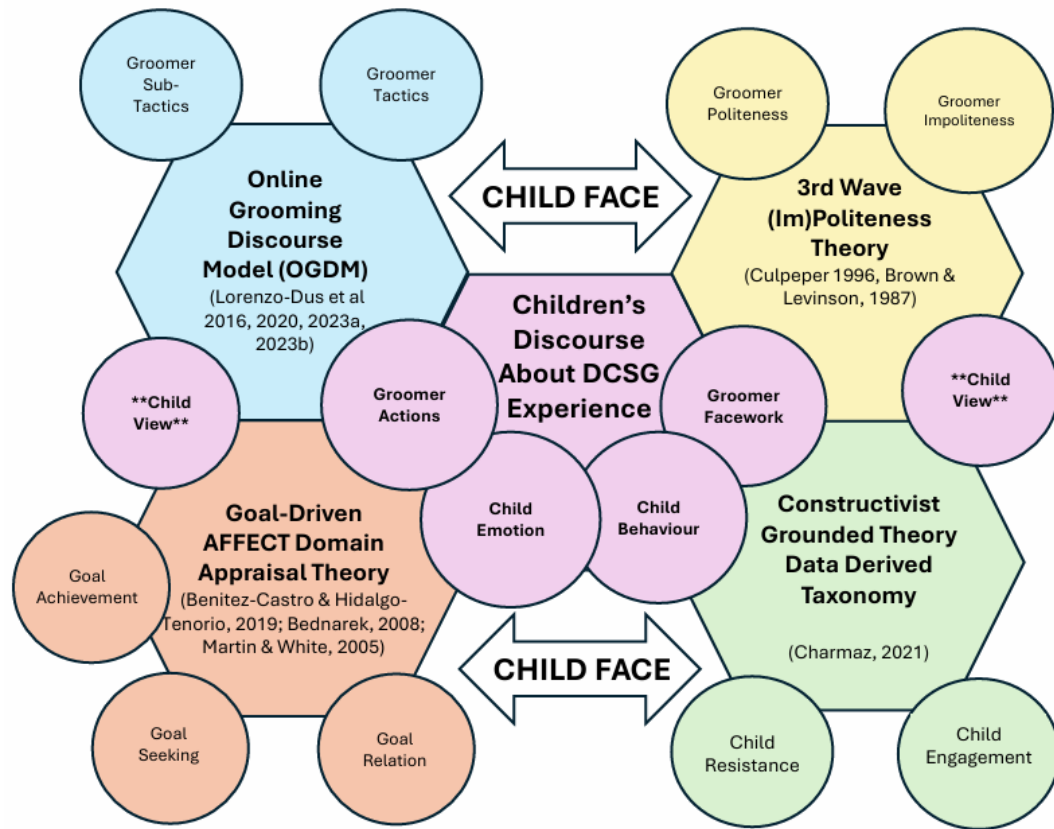 Groomer
Sub-
Tactics
Groomer
Tactics
Groomer
Politeness
Groomer
Impoliteness
Online
Grooming
Discourse
Model (OGDM)
(Lorenzo-Dus et al
2016, 2020, 2023a,
2023b)
CHILD FACE
3rd Wave
(Im)Politeness
Theory
(Culpeper 1996, Brown &
Levinson, 1987)
Children’s
Discourse
About DCSG
Experience
**Child
View**
Groomer
Actions
Groomer
Facework
**Child
View**
Child
Emotion
Child
Behaviour
Goal-Driven
AFFECT Domain
Appraisal Theory
(Benitez-Castro & Hidalgo-
Tenorio, 2019; Bednarek, 2008;
Martin & White, 2005)
Constructivist
Grounded Theory
Data Derived
Taxonomy
(Charmaz, 2021)
Goal
Achievement
CHILD FACE
Goal
Seeking
Goal
Relation
Child
Resistance
Child
Engagement